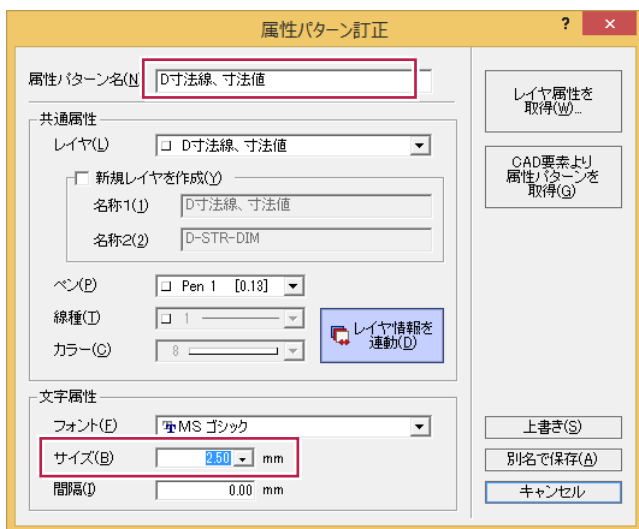 属性パターン訂正
? ×
属性パターン名(N) D寸法線、寸法値
レイヤ属性を
取得(W)...
共通属性
レイヤ(L) D寸法線、寸法値
CAD要素より
属性パターンを
取得(G)
新規レイヤを作成(Y)
名称1(1) D寸法線、寸法値
名称2(2) D-STR-DIM
ペン(P) Pen 1 [0.13]
線種(T) 1
レイヤ情報を
連動(D)
カラー(C) 8
文字属性
フォント(F) MS ゴシック
上書き(S)
サイズ(B) 2.50 mm
別名で保存(A)
間隔(I) 0.00 mm
キャンセル